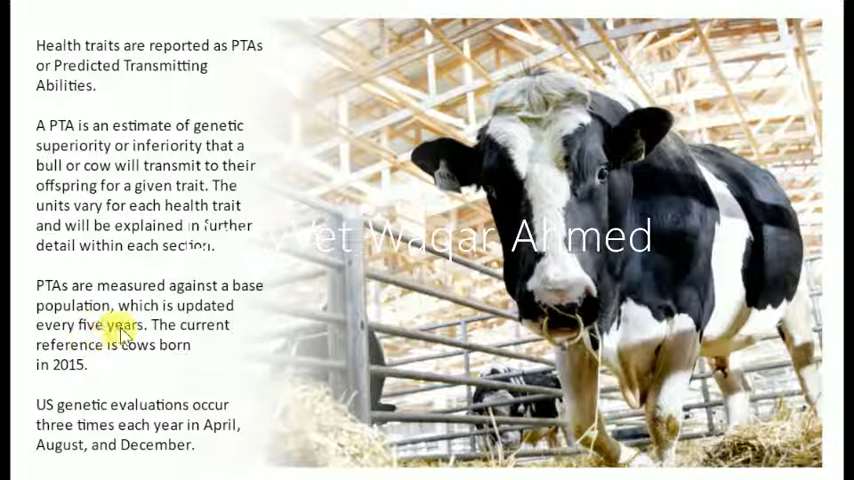 Health traits are reported as PTAs
or Predicted Transmitting
Abilities.
A PTA is an estimate of genetic
superiority or inferiority that a
bull or cow will transmit to their
offspring for a given trait. The
units vary for each health trait
and will be explained in further
detail within each section.
Vet Waqar Ahmed
PTAs are measured against a base
population, which is updated
every five years. The current
reference is cows born
in 2015.
US genetic evaluations occur
three times each year in April,
August, and December.